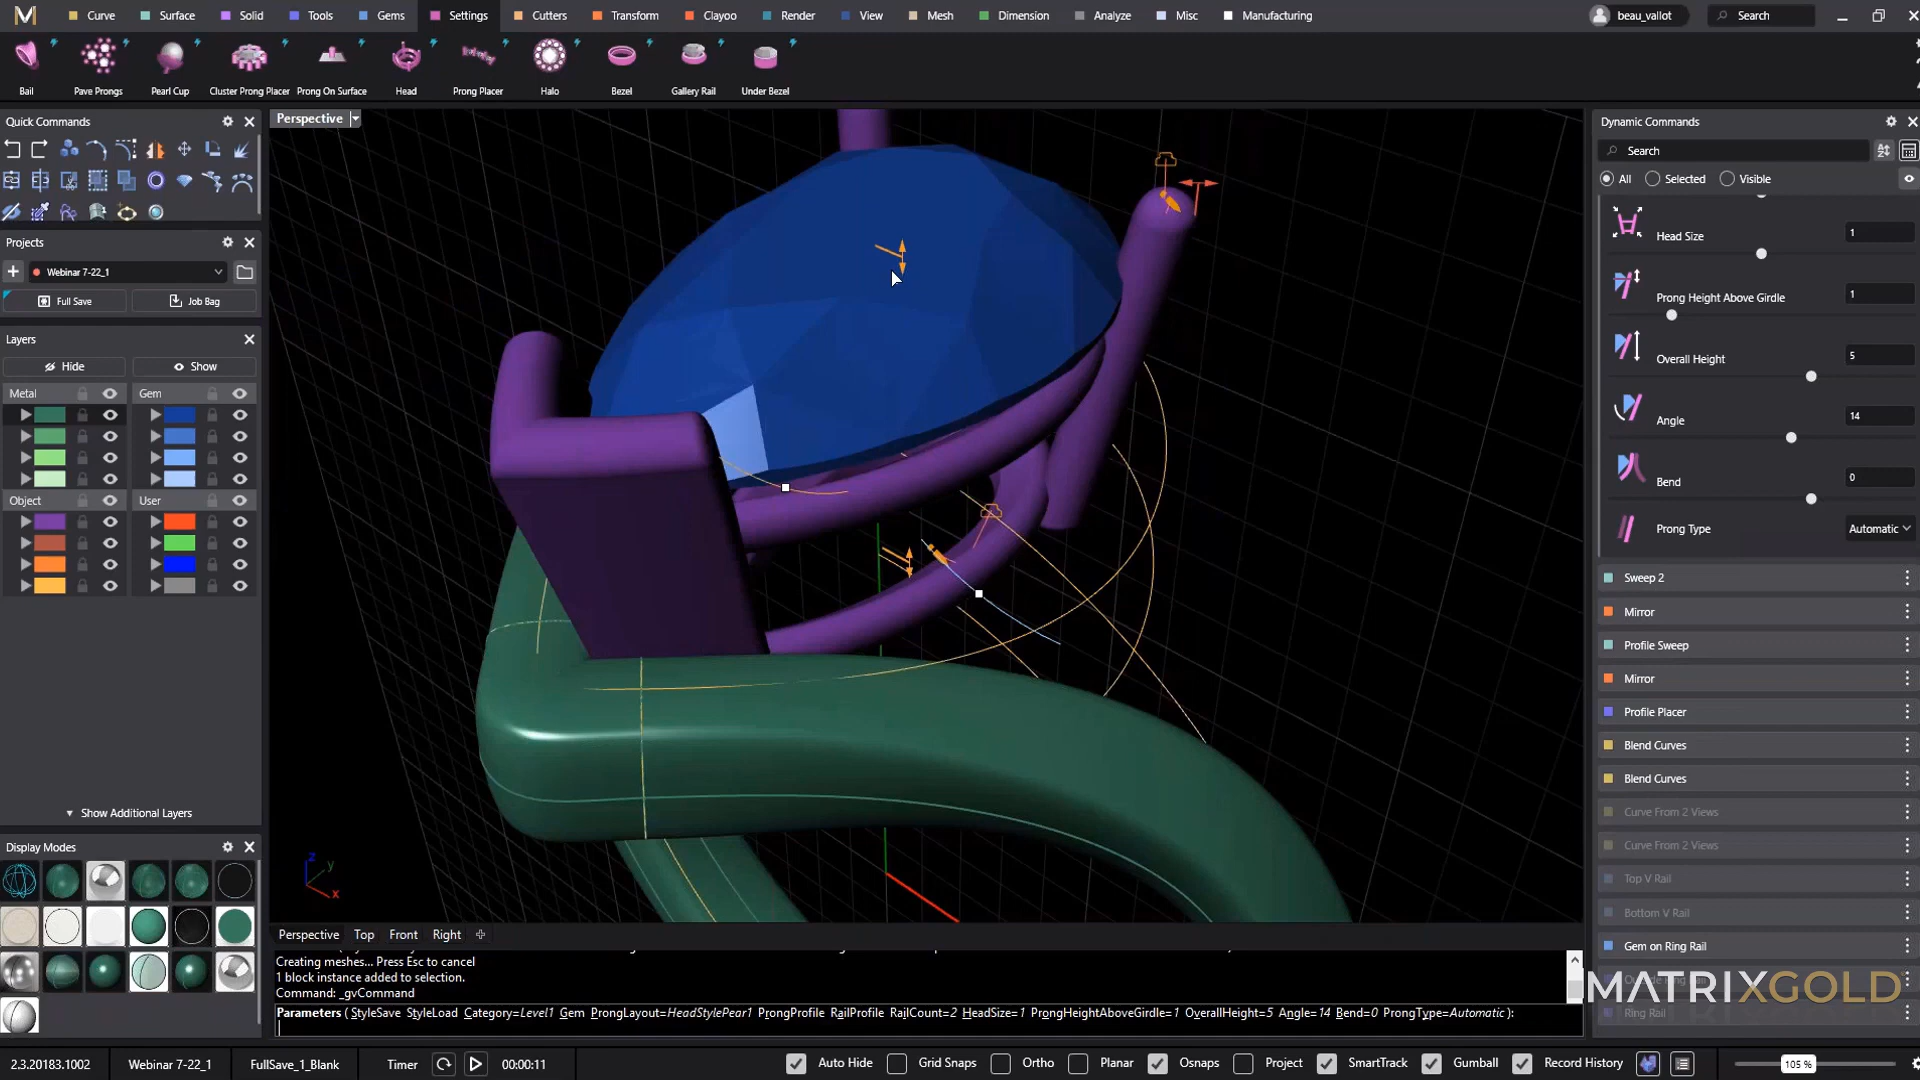 Curve Surface Solid Tools Gems Settings Cutters Transform Clayoo Render View Mesh Dimension Analyze Misc Manufacturing beau_vallot Search
Bail Pave Prongs Pearl Cup Cluster Prong Placer Prong On Surface Head Prong Placer Halo Bezel Gallery Rail Under Bezel
Quick Commands
Projects
Webinar 7-22_1
Full Save Job Bag
Layers
Hide Show
Metal Gem
Object User
Show Additional Layers
Display Modes
Perspective
z
y
x
Perspective Top Front Right
Creating meshes... Press Esc to cancel
1 block instance added to selection.
Command: _gvCommand
Parameters ( StyleSave StyleLoad Category=Level1 Gem ProngLayout=HeadStylePear1 ProngProfile RailProfile RailCount=2 HeadSize=1 ProngHeightAboveGirdle=1 OverallHeight=5 Angle=14 Bend=0 ProngType=Automatic ):
Dynamic Commands
Search
All Selected Visible
Head Size 1
Prong Height Above Girdle 1
Overall Height 5
Angle 14
Bend 0
Prong Type Automatic
Sweep 2
Mirror
Profile Sweep
Mirror
Profile Placer
Blend Curves
Blend Curves
Curve From 2 Views
Curve From 2 Views
Top V Rail
Bottom V Rail
Gem on Ring Rail
MATRIXGOLD
Ring Rail
2.3.20183.1002 Webinar 7-22_1 FullSave_1_Blank Timer 00:00:11 Auto Hide Grid Snaps Ortho Planar Osnaps Project SmartTrack Gumball Record History 105 %